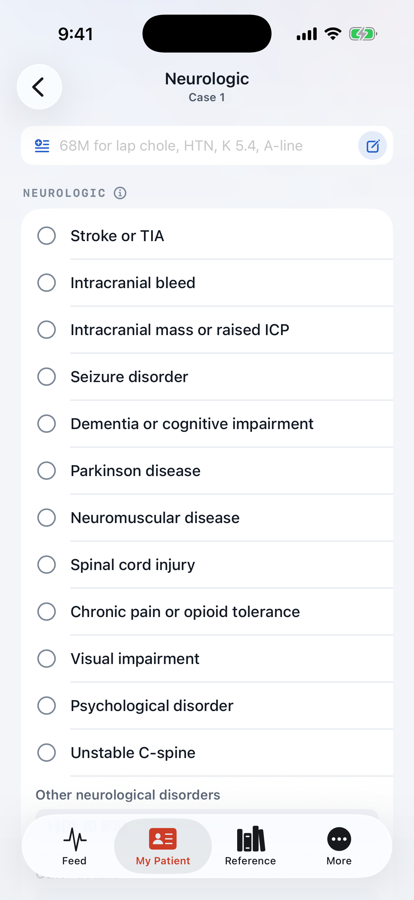 9:41
Neurologic
Case 1
68M for lap chole, HTN, K 5.4, A-line
NEUROLOGIC
Stroke or TIA
Intracranial bleed
Intracranial mass or raised ICP
Seizure disorder
Dementia or cognitive impairment
Parkinson disease
Neuromuscular disease
Spinal cord injury
Chronic pain or opioid tolerance
Visual impairment
Psychological disorder
Unstable C-spine
Other neurological disorders
Feed
My Patient
Reference
More